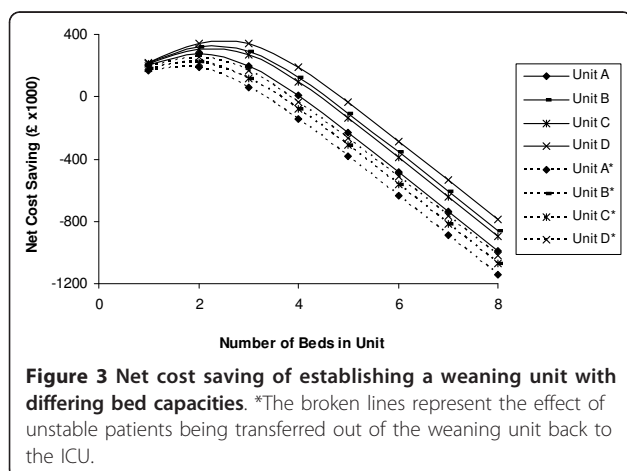 400
0
-400
-800
-1200
Net Cost Saving (£ x1000)
0 2 4 6 8
Number of Beds in Unit
Unit A
Unit B
Unit C
Unit D
Unit A*
Unit B*
Unit C*
Unit D*
Figure 3 Net cost saving of establishing a weaning unit with
differing bed capacities. *The broken lines represent the effect of
unstable patients being transferred out of the weaning unit back to
the ICU.